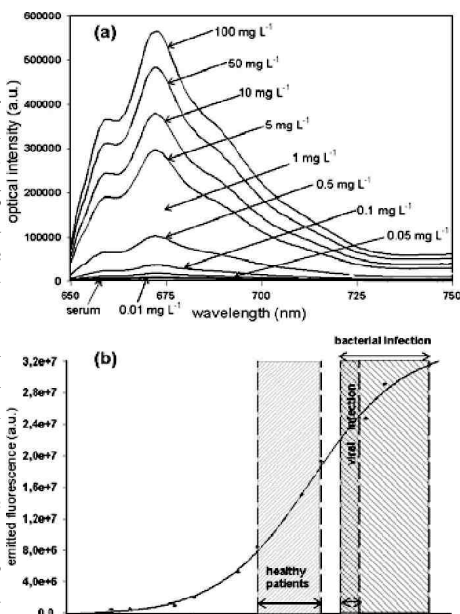 (a)
600000
500000
400000
300000
200000
100000
0
optical intensity (a.u.)
100 mg L⁻¹
50 mg L⁻¹
10 mg L⁻¹
5 mg L⁻¹
1 mg L⁻¹
0.5 mg L⁻¹
0.1 mg L⁻¹
0.05 mg L⁻¹
650
675
700
725
750
serum
0.01 mg L⁻¹
wavelength (nm)
(b)
bacterial infection
3,2e+7
2,8e+7
2,4e+7
2,0e+7
1,6e+7
1,2e+7
8,0e+6
4,0e+6
0,0
emitted fluorescence (a.u.)
viral infection
healthy
patients